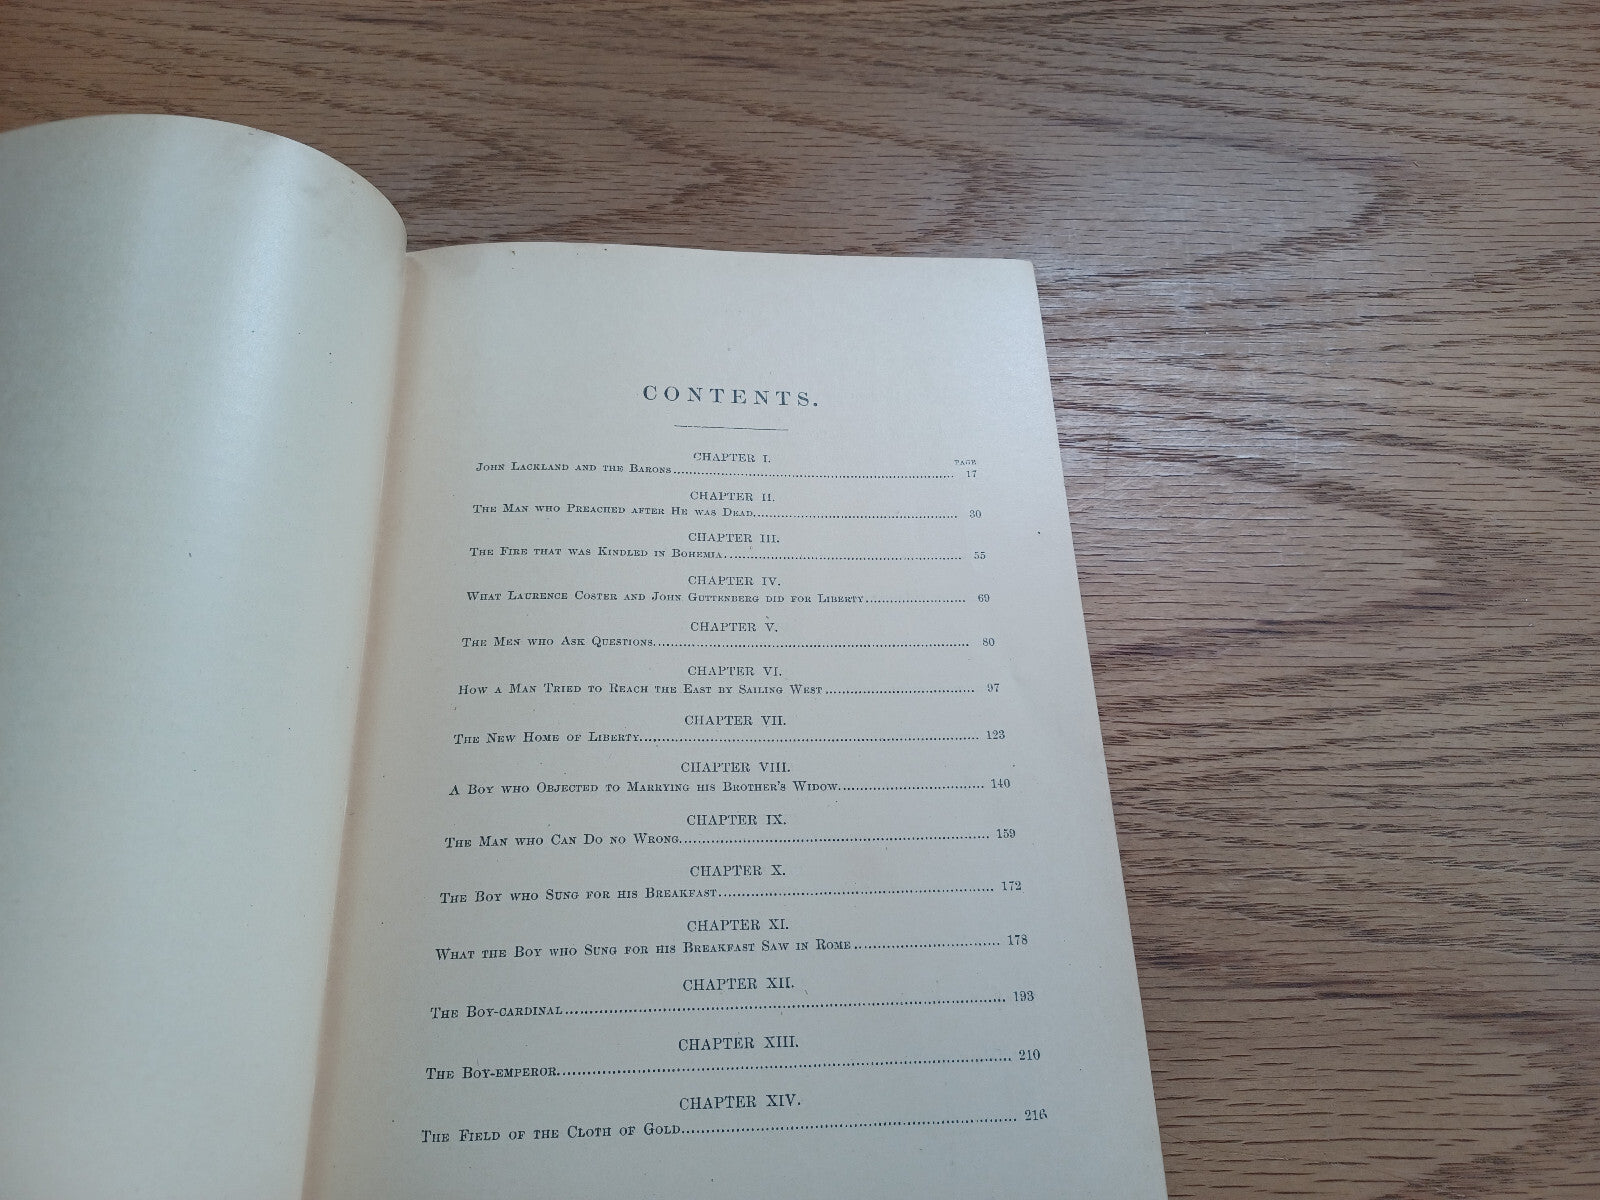 CONTENTS.
CHAPTER I.
PAGE
JOHN LACKLAND AND THE BARONS.......... 17
CHAPTER II.
THE MAN WHO PREACHED AFTER HE WAS DEAD.......... 30
CHAPTER III.
THE FIRE THAT WAS KINDLED IN BOHEMIA.......... 55
CHAPTER IV.
WHAT LAURENCE COSTER AND JOHN GUTTENBERG DID FOR LIBERTY.......... 69
CHAPTER V.
THE MEN WHO ASK QUESTIONS.......... 80
CHAPTER VI.
HOW A MAN TRIED TO REACH THE EAST BY SAILING WEST.......... 97
CHAPTER VII.
THE NEW HOME OF LIBERTY.......... 123
CHAPTER VIII.
A BOY WHO OBJECTED TO MARRYING HIS BROTHER'S WIDOW.......... 140
CHAPTER IX.
THE MAN WHO CAN DO NO WRONG.......... 159
CHAPTER X.
THE BOY WHO SUNG FOR HIS BREAKFAST.......... 172
CHAPTER XI.
WHAT THE BOY WHO SUNG FOR HIS BREAKFAST SAW IN ROME.......... 178
CHAPTER XII.
THE BOY-CARDINAL.......... 193
CHAPTER XIII.
THE BOY-EMPEROR.......... 210
CHAPTER XIV.
THE FIELD OF THE CLOTH OF GOLD.......... 216